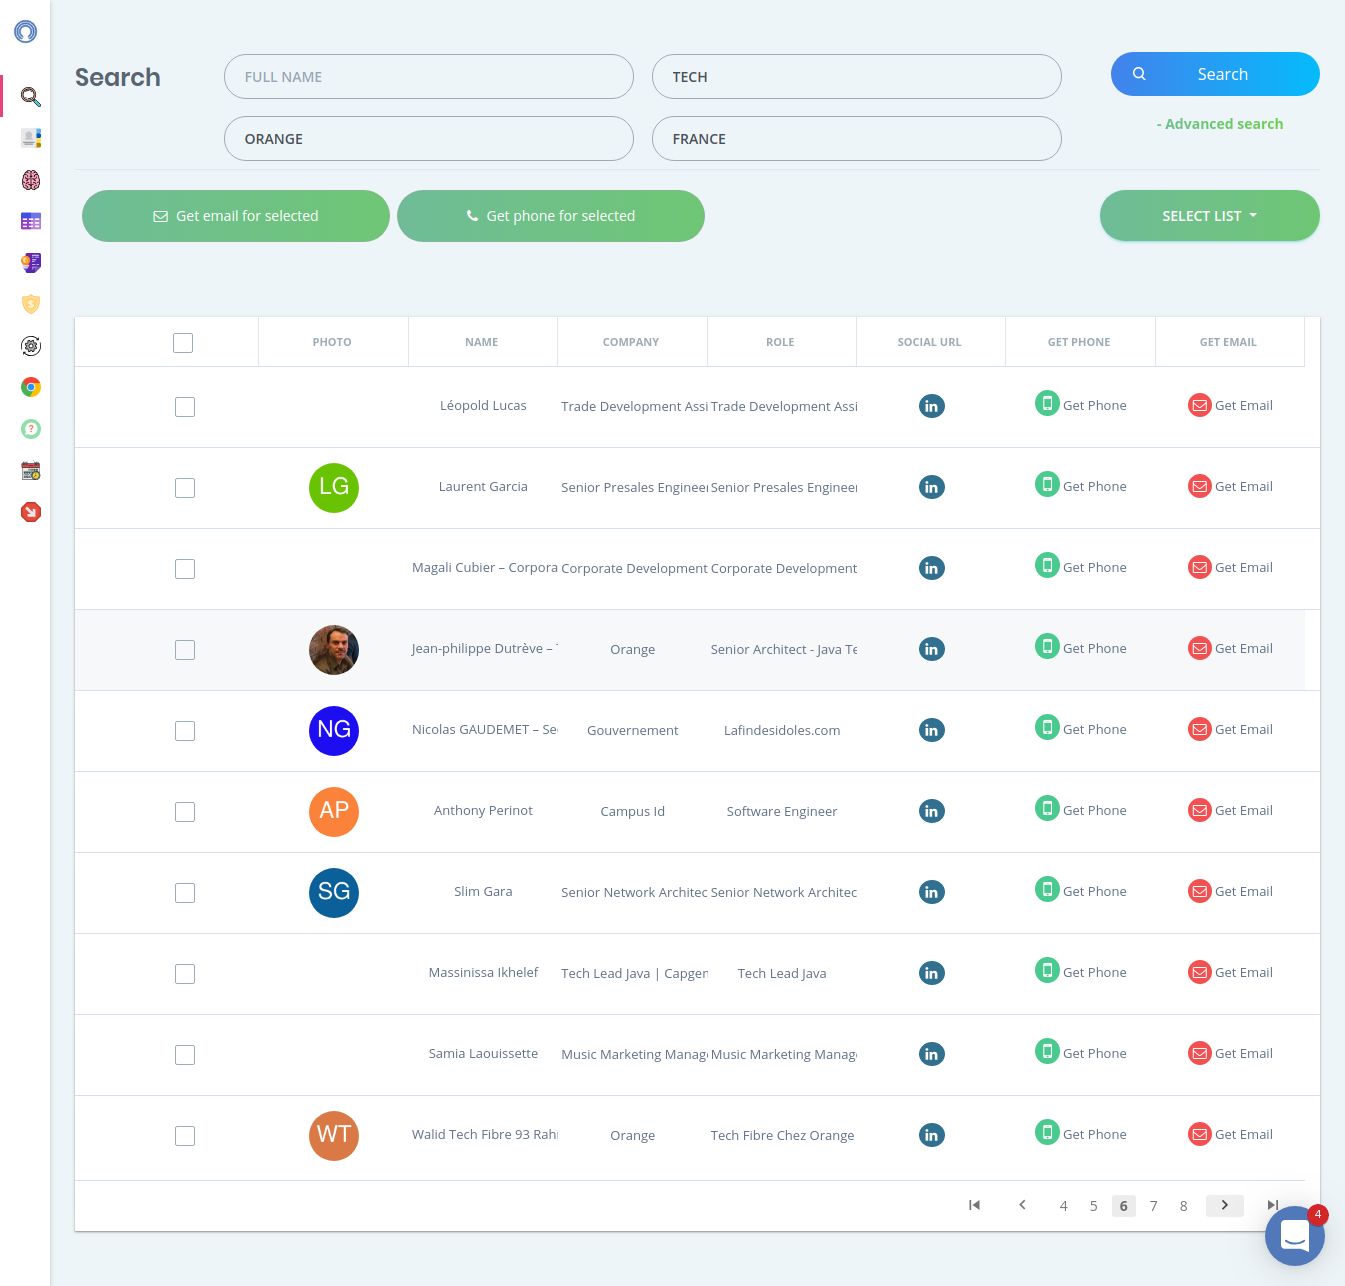 Search
FULL NAME
TECH
Search
ORANGE
FRANCE
- Advanced search
Get email for selected
Get phone for selected
SELECT LIST
PHOTO NAME COMPANY ROLE SOCIAL URL GET PHONE GET EMAIL
Léopold Lucas Trade Development Assi Trade Development Assi in Get Phone Get Email
LG Laurent Garcia Senior Presales Engineer Senior Presales Engineer in Get Phone Get Email
Magali Cubier – Corpora Corporate Development Corporate Development in Get Phone Get Email
Jean-philippe Dutrève – Orange Senior Architect - Java Te in Get Phone Get Email
NG Nicolas GAUDEMET – Se Gouvernement Lafindesidoles.com in Get Phone Get Email
AP Anthony Perinot Campus Id Software Engineer in Get Phone Get Email
SG Slim Gara Senior Network Architec Senior Network Architec in Get Phone Get Email
Massinissa Ikhelef Tech Lead Java | Capgen Tech Lead Java in Get Phone Get Email
Samia Laouissette Music Marketing Manag Music Marketing Manag in Get Phone Get Email
WT Walid Tech Fibre 93 Rah Orange Tech Fibre Chez Orange in Get Phone Get Email
4 5 6 7 8
4